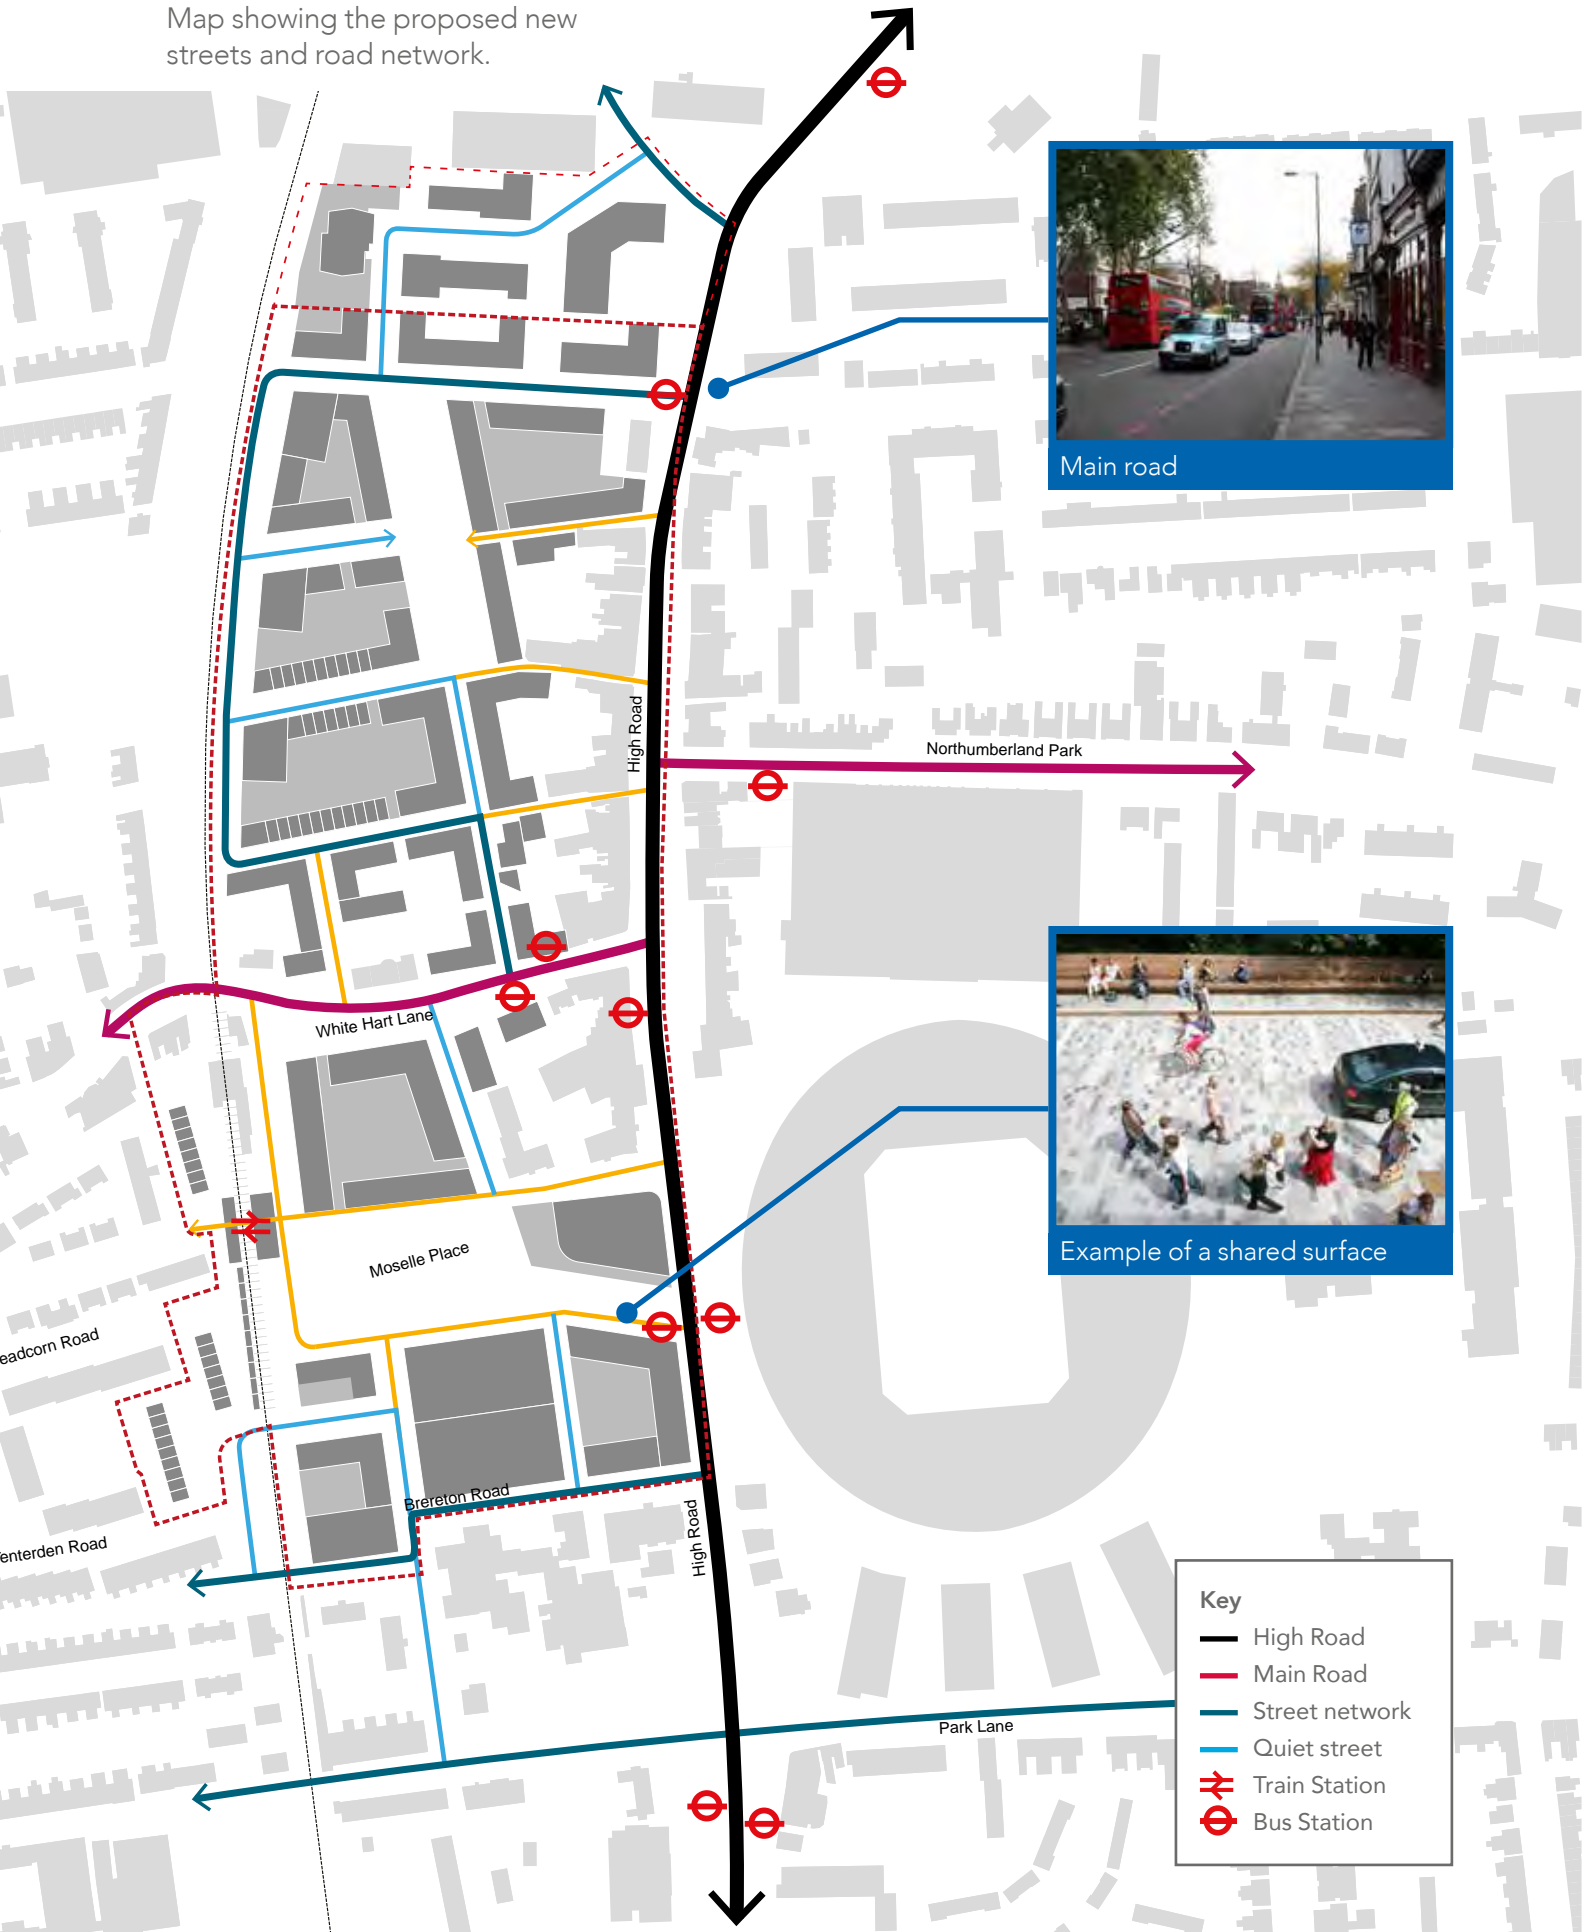 Map showing the proposed new
streets and road network.
Main road
High Road
Northumberland Park
White Hart Lane
Example of a shared surface
Moselle Place
eadcorn Road
Brereton Road
High Road
enterden Road
Park Lane
Key
High Road
Main Road
Street network
Quiet street
Train Station
Bus Station